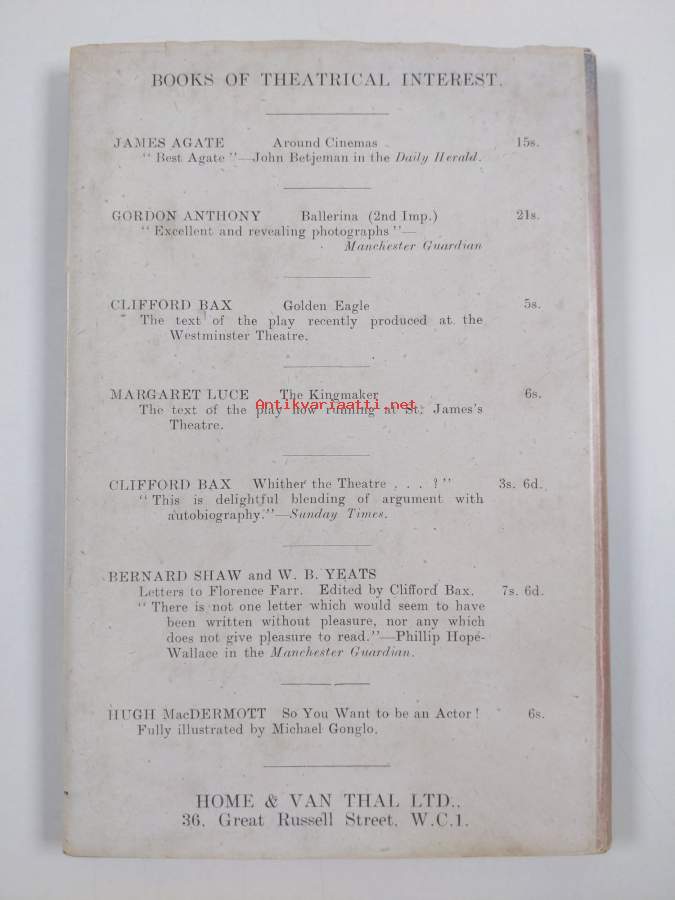 BOOKS OF THEATRICAL INTEREST.
JAMES AGATE Around Cinemas 15s.
"Best Agate"—John Betjeman in the Daily Herald.
GORDON ANTHONY Ballerina (2nd Imp.) 21s.
"Excellent and revealing photographs"—
Manchester Guardian
CLIFFORD BAX Golden Eagle 5s.
The text of the play recently produced at the
Westminster Theatre.
MARGARET LUCE The Kingmaker 6s.
Antikvariaatti.net
The text of the play now running at St. James's
Theatre.
CLIFFORD BAX Whither the Theatre . . . ?" 3s. 6d.
"This is delightful blending of argument with
autobiography."—Sunday Times.
BERNARD SHAW and W. B. YEATS
Letters to Florence Farr. Edited by Clifford Bax. 7s. 6d.
"There is not one letter which would seem to have
been written without pleasure, nor any which
does not give pleasure to read."—Phillip Hope-
Wallace in the Manchester Guardian.
HUGH MacDERMOTT So You Want to be an Actor! 6s.
Fully illustrated by Michael Gonglo.
HOME & VAN THAL LTD.,
36, Great Russell Street, W.C.1.